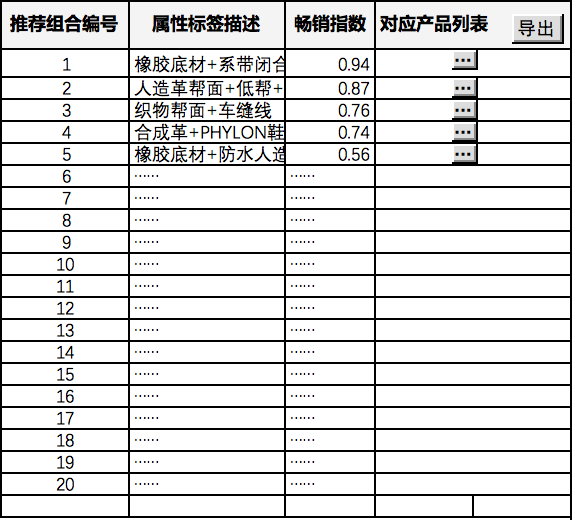 推荐组合编号 属性标签描述 畅销指数 对应产品列表 导出
1 橡胶底材+系带闭合 0.94 ...
2 人造革帮面+低帮+ 0.87 ...
3 织物帮面+车缝线 0.76 ...
4 合成革+PHYLON鞋 0.74 ...
5 橡胶底材+防水人造 0.56 ...
6 ...... ......
7 ...... ......
8 ...... ......
9 ...... ......
10 ...... ......
11 ...... ......
12 ...... ......
13 ...... ......
14 ...... ......
15 ...... ......
16 ...... ......
17 ...... ......
18 ...... ......
19 ...... ......
20 ...... ......